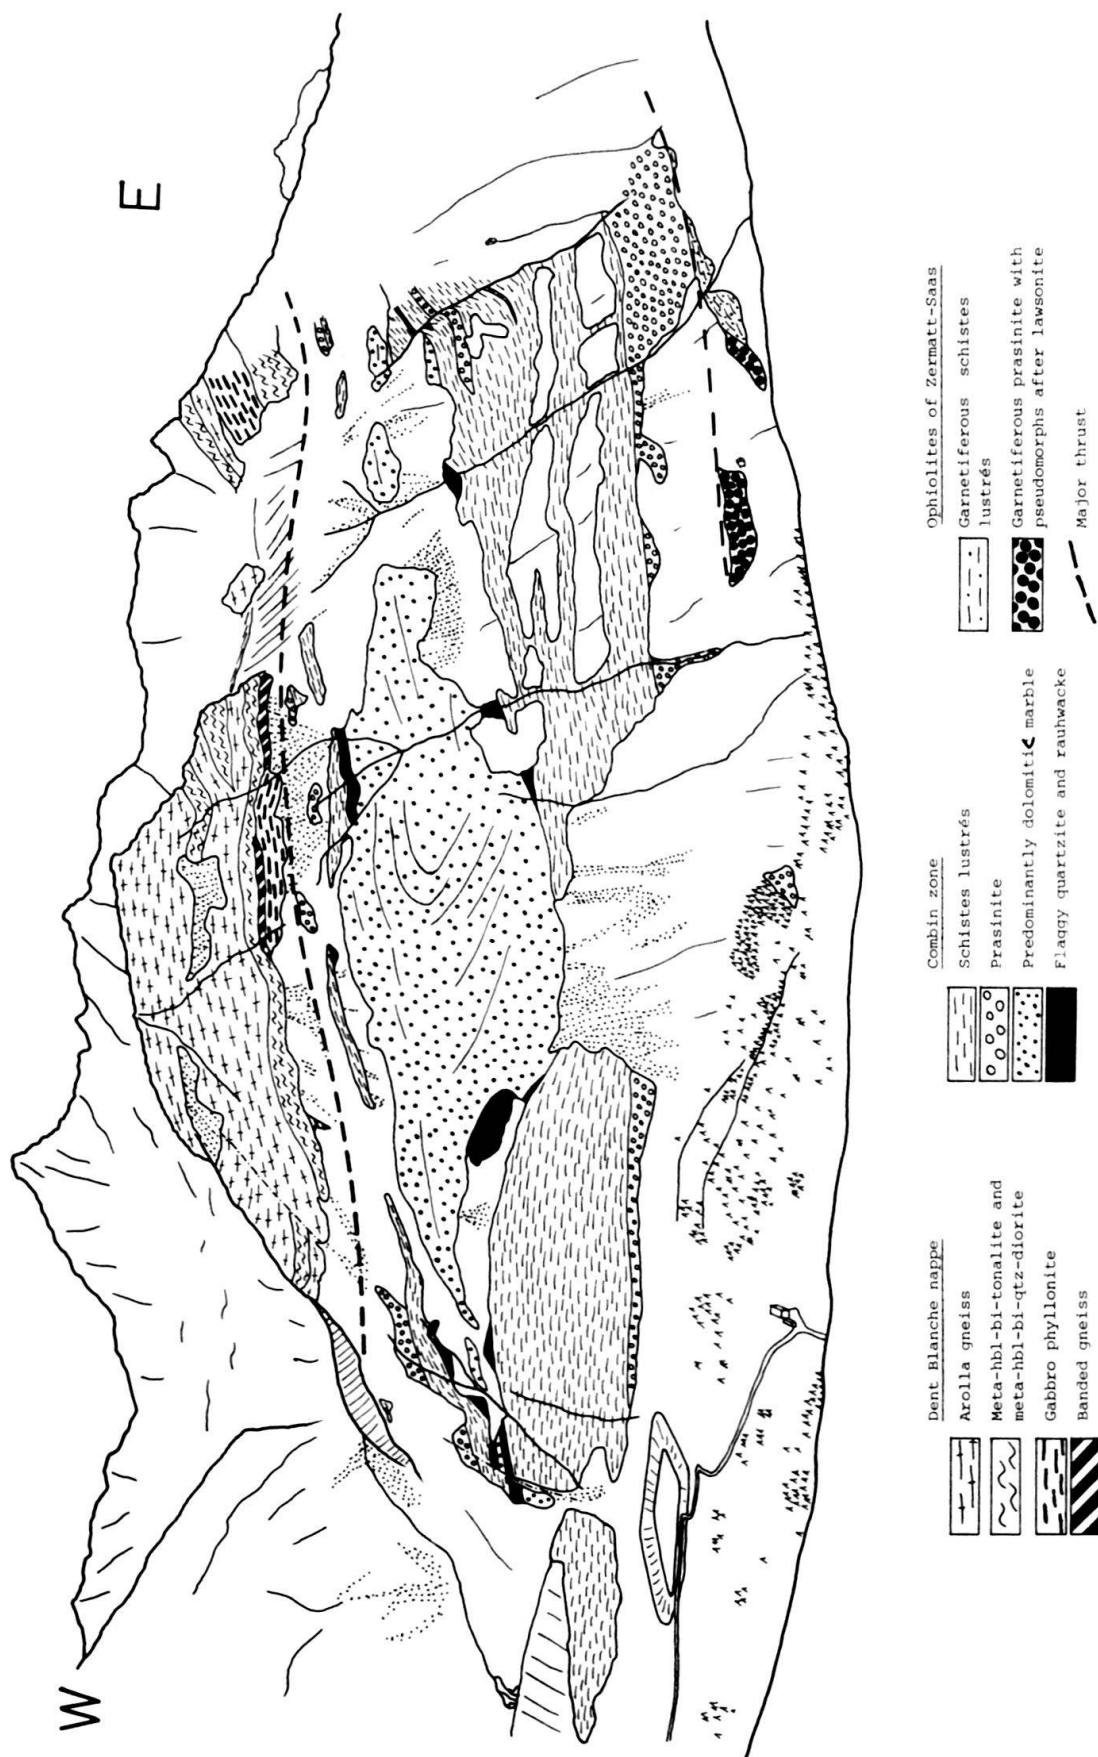 W
E
Dent Blanche nappe
Arolla gneiss
Meta-hbl-bi-tonalite and
meta-hbl-bi-qtz-diorite
Gabbro phyllonite
Banded gneiss
Combin zone
Schistes lustrés
Prasinite
Predominantly dolomitic marble
Flaggy quartzite and rauhwacke
Ophiolites of Zermatt-Saas
Garnetiferous schistes
lustrés
Garnetiferous prasinite with
pseudomorphs after lawsonite
Major thrust